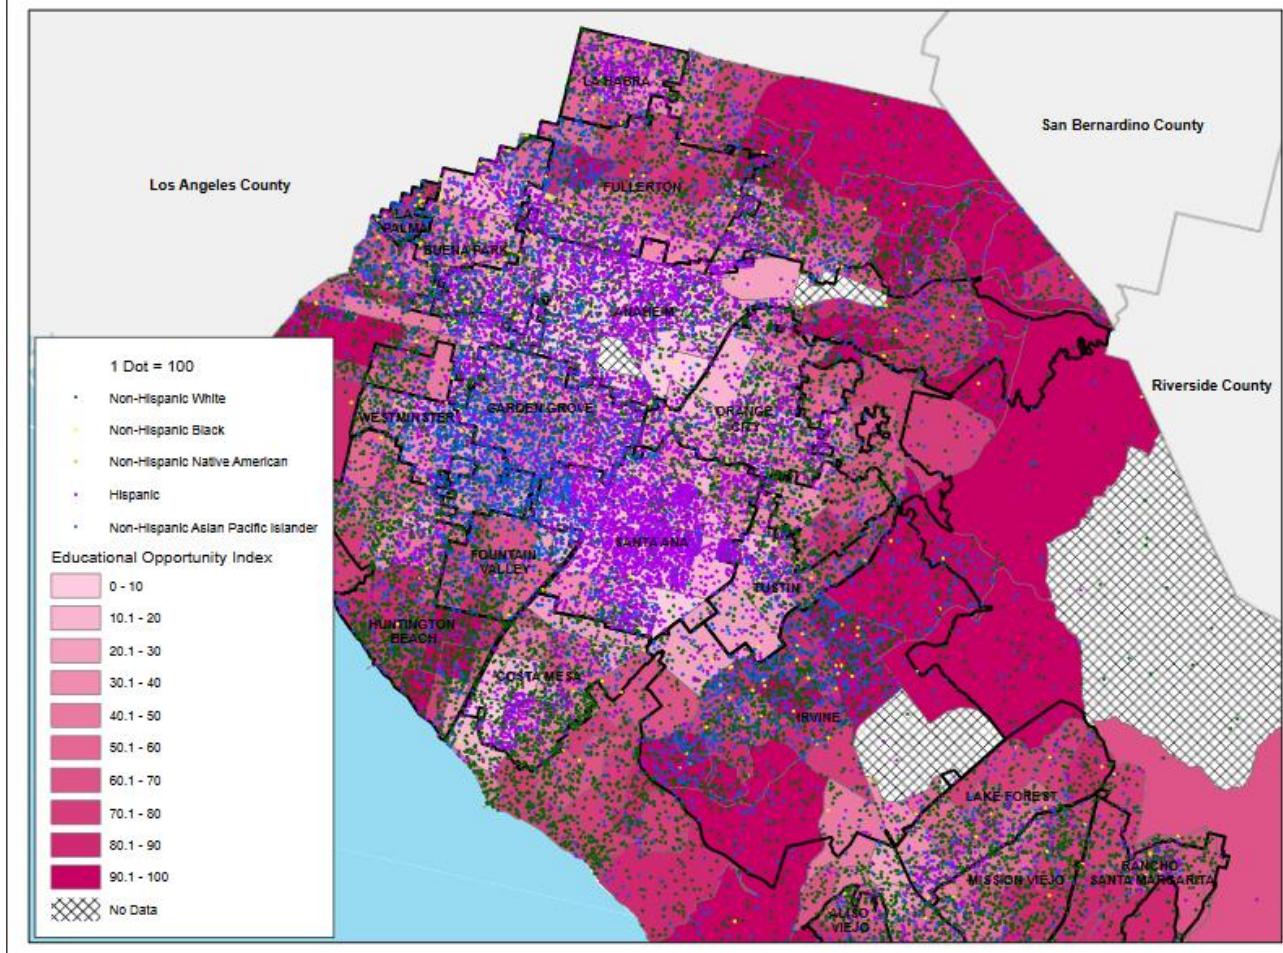 San Bernardino County
Los Angeles County
Riverside County
LA HABRA
FULLERTON
LA
PALMA
BUENA PARK
ANAHEIM
GARDEN GROVE
WESTMINSTER
ORANGE
CITY
SANTA ANA
FOUNTAIN
VALLEY
TUSTIN
HUNTINGTON
BEACH
COSTA MESA
IRVINE
LAKE FOREST
MISSION VIEJO
RANCHO
SANTA MARGARITA
ALISO
VIEJO
1 Dot = 100
Non-Hispanic White
Non-Hispanic Black
Non-Hispanic Native American
Hispanic
Non-Hispanic Asian Pacific Islander
Educational Opportunity Index
0 - 10
10.1 - 20
20.1 - 30
30.1 - 40
40.1 - 50
50.1 - 60
60.1 - 70
70.1 - 80
80.1 - 90
90.1 - 100
No Data